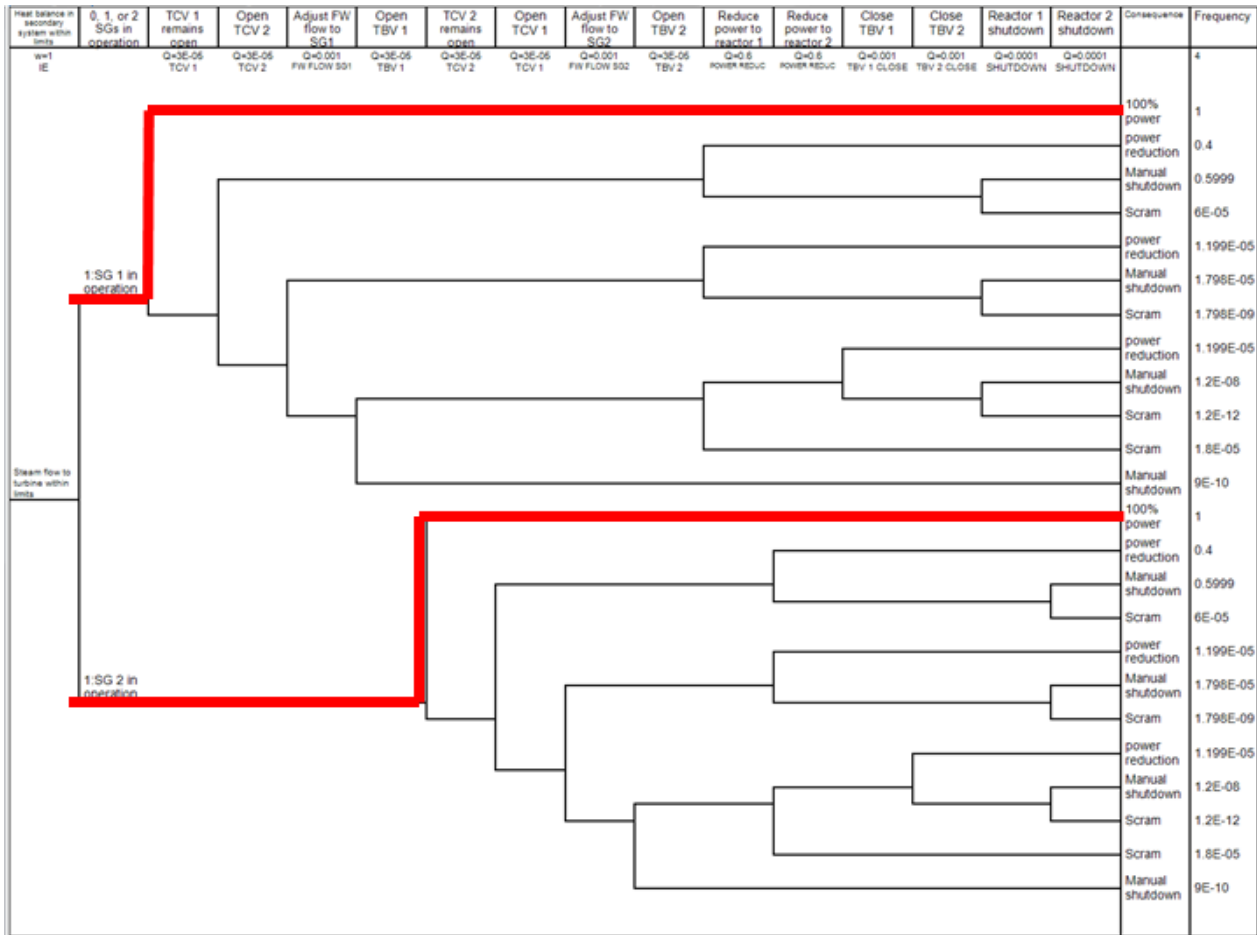 Heat balance in
secondary
system within
limits
0, 1, or 2
SGs in
operation
TCV 1
remains
open
Open
TCV 2
Adjust FW
flow to
SG1
Open
TBV 1
TCV 2
remains
open
Open
TCV 1
Adjust FW
flow to
SG2
Open
TBV 2
Reduce
power to
reactor 1
Reduce
power to
reactor 2
Close
TBV 1
Close
TBV 2
Reactor 1
shutdown
Reactor 2
shutdown
Consequence
Frequency
w=1
IE
Q=3E-05
TCV 1
Q=3E-05
TCV 2
Q=0.001
FW FLOW SG1
Q=3E-05
TBV 1
Q=3E-05
TCV 2
Q=3E-05
TCV 1
Q=0.001
FW FLOW SG2
Q=3E-05
TBV 2
Q=0.6
POWER REDUC
Q=0.6
POWER REDUC
Q=0.001
TBV 1 CLOSE
Q=0.001
TBV 2 CLOSE
Q=0.0001
SHUTDOWN
Q=0.0001
SHUTDOWN
4
100%
power
1
power
reduction
0.4
Manual
shutdown
0.5999
Scram
6E-05
power
reduction
1.199E-05
1:SG 1 in
operation
Manual
shutdown
1.798E-05
Scram
1.798E-09
power
reduction
1.199E-05
Manual
shutdown
1.2E-08
Scram
1.2E-12
Scram
1.8E-05
Steam flow to
turbine within
limits
Manual
shutdown
9E-10
100%
power
1
power
reduction
0.4
Manual
shutdown
0.5999
Scram
6E-05
power
reduction
1.199E-05
1:SG 2 in
operation
Manual
shutdown
1.798E-05
Scram
1.798E-09
power
reduction
1.199E-05
Manual
shutdown
1.2E-08
Scram
1.2E-12
Scram
1.8E-05
Manual
shutdown
9E-10